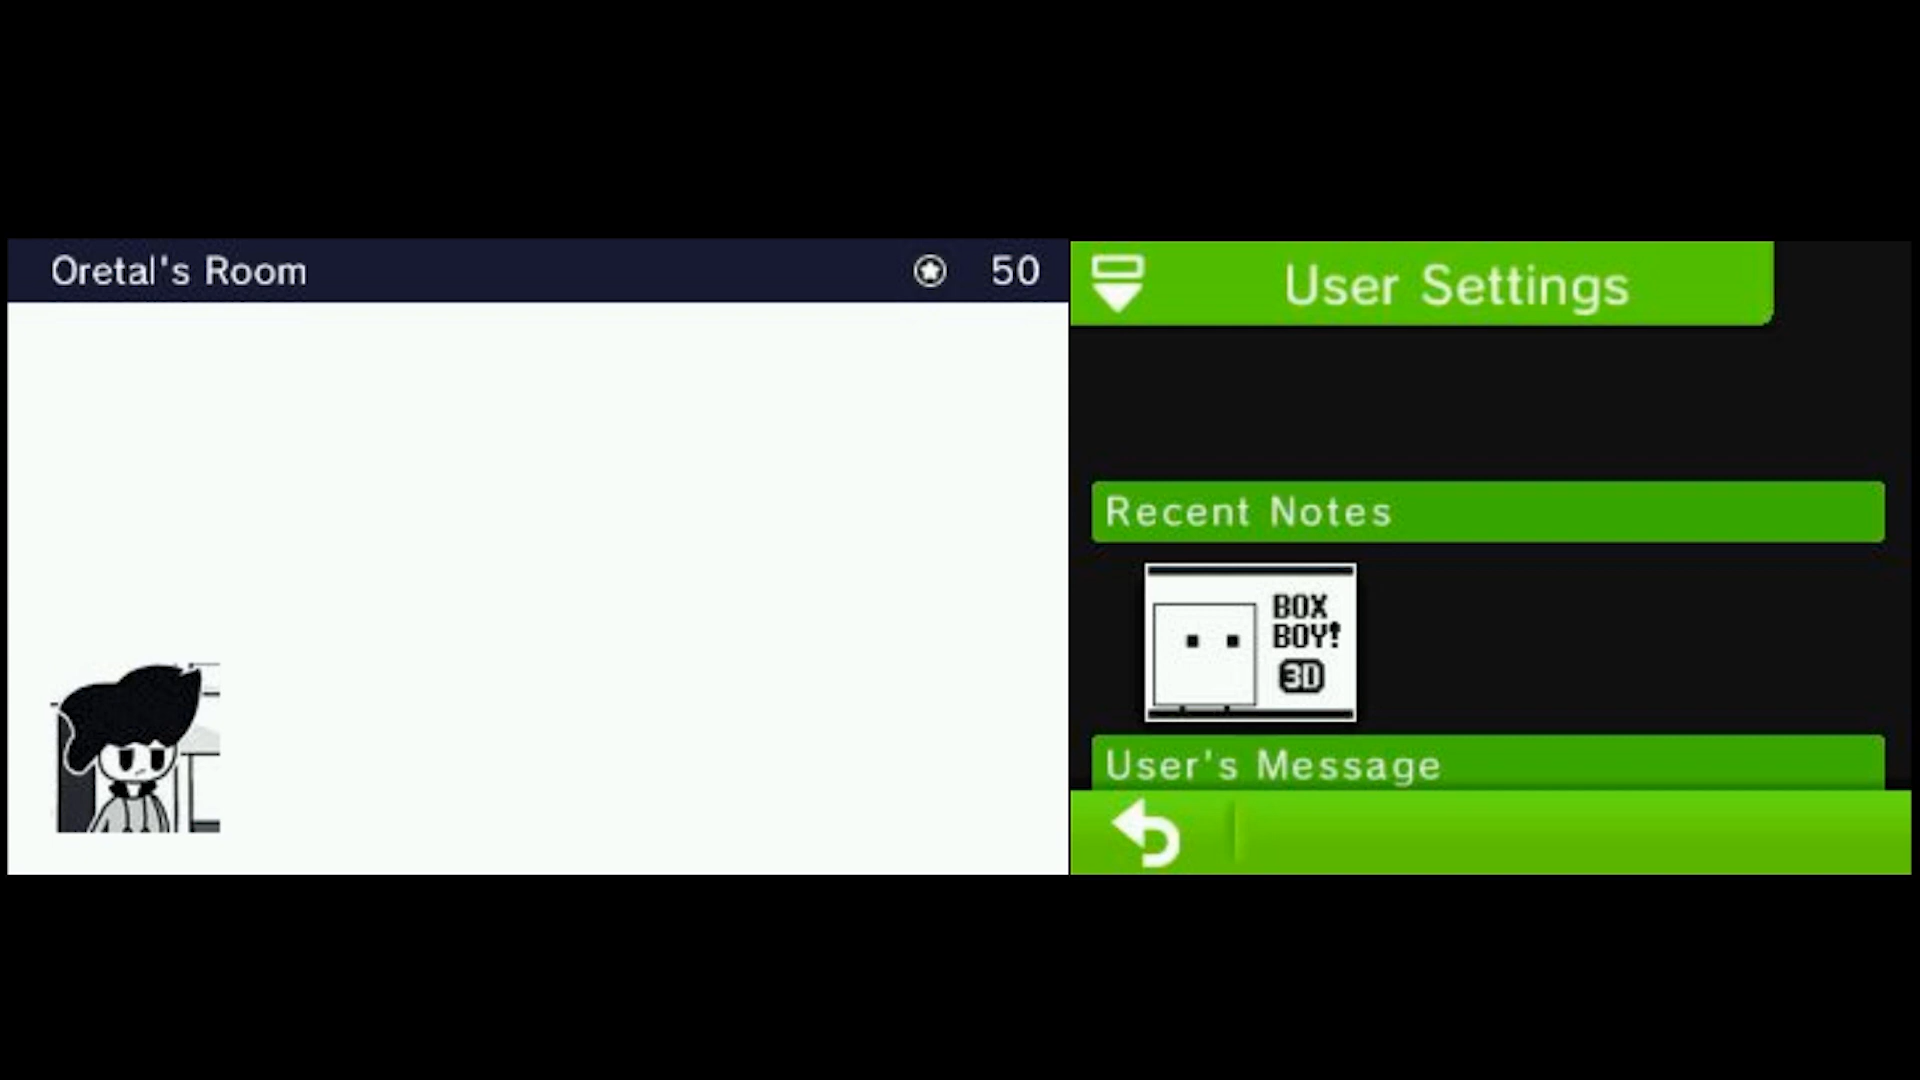 Oretal's Room
50
User Settings
Recent Notes
BOX
BOY!
3D
User's Message